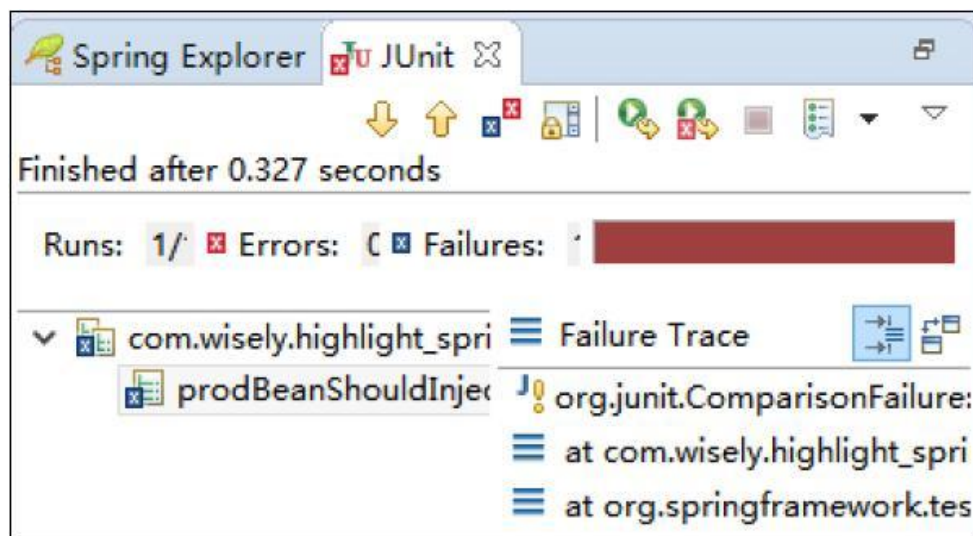 Spring Explorer JUnit
Finished after 0.327 seconds
Runs: 1/ Errors: Failures:
com.wisely.highlight_spri
Failure Trace
prodBeanShouldInjec
org.junit.ComparisonFailure:
at com.wisely.highlight_spri
at org.springframework.tes